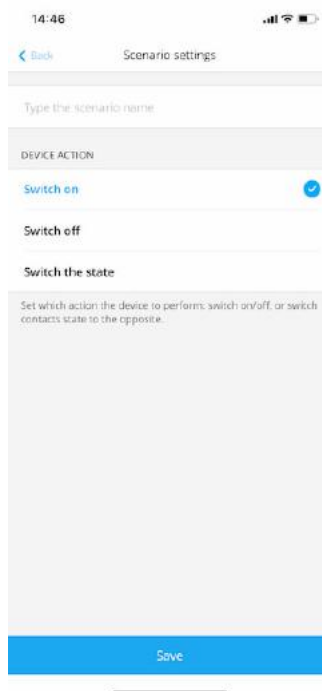 14:46
Back
Scenario settings
Type the scenario name
DEVICE ACTION
Switch on
Switch off
Switch the state
Set which action the device to perform: switch on/off, or switch
contacts state to the opposite.
Save